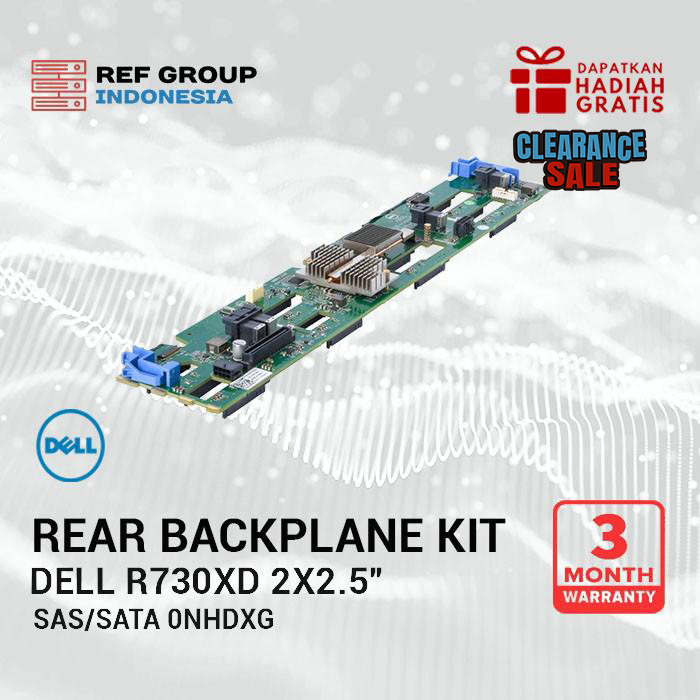 REF GROUP
INDONESIA
DAPATKAN
HADIAH
GRATIS
CLEARANCE
SALE
DELL
REAR BACKPLANE KIT
DELL R730XD 2X2.5"
SAS/SATA 0NHDXG
3
MONTH
WARRANTY